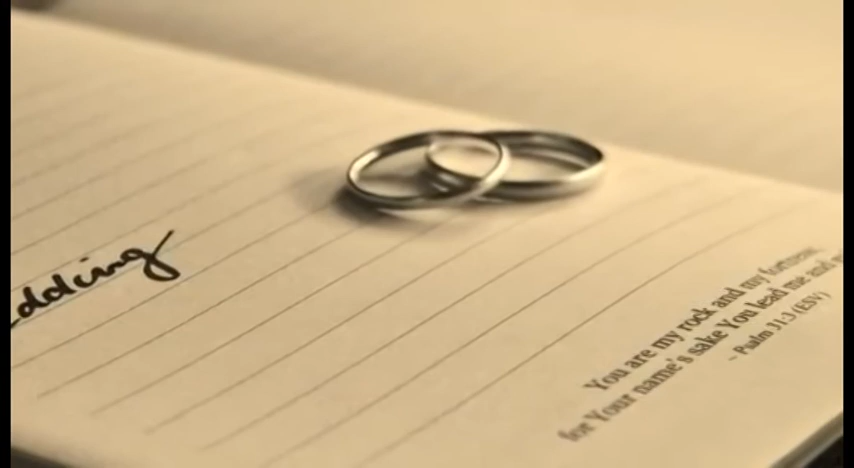 dding
You are my rock and my fortress;
for Your name's sake You lead me and
~ Psalm 31:3 (ESV)